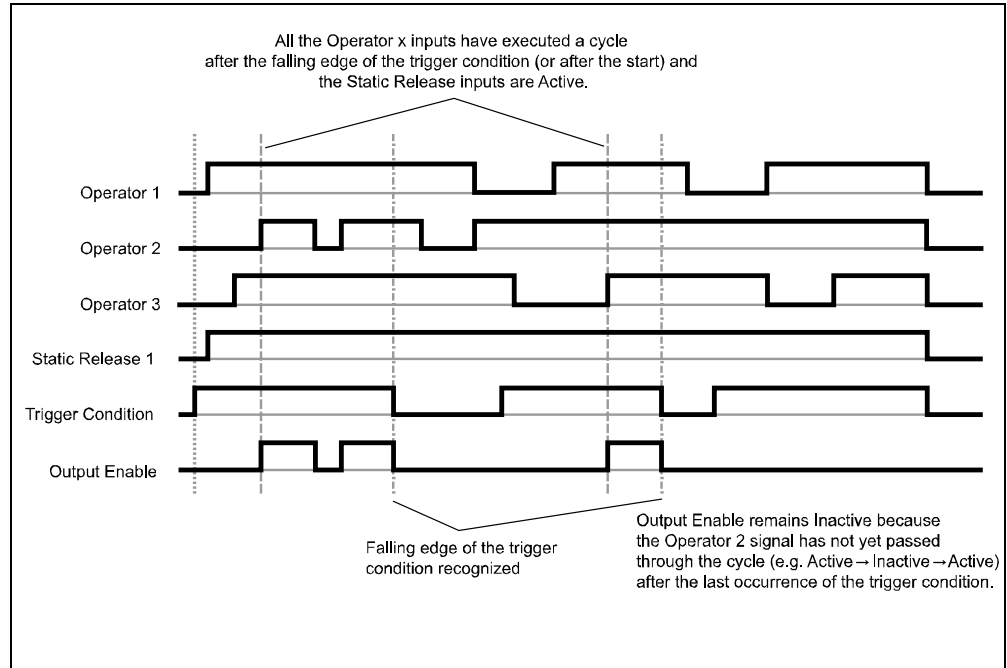 All the Operator x inputs have executed a cycle
after the falling edge of the trigger condition (or after the start) and
the Static Release inputs are Active.
Operator 1
Operator 2
Operator 3
Static Release 1
Trigger Condition
Output Enable
Falling edge of the trigger
condition recognized
Output Enable remains Inactive because
the Operator 2 signal has not yet passed
through the cycle (e.g. Active→Inactive→Active)
after the last occurrence of the trigger condition.